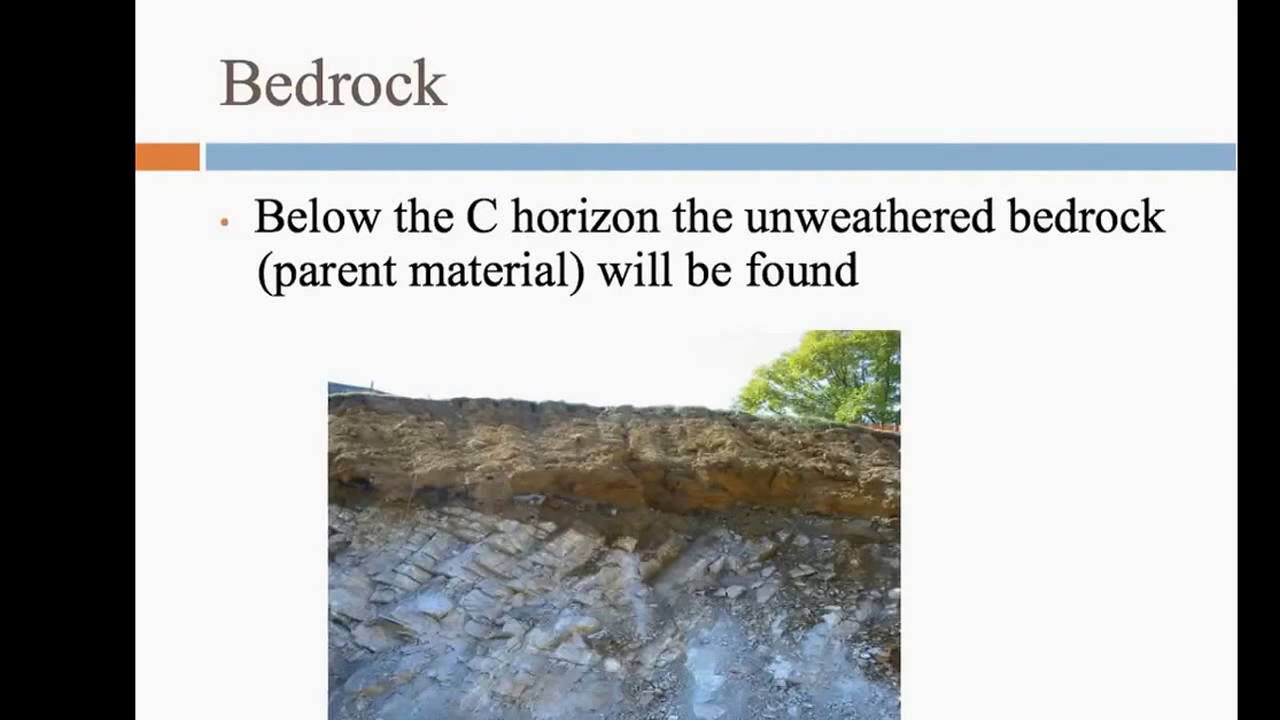 Bedrock
• Below the C horizon the unweathered bedrock
(parent material) will be found